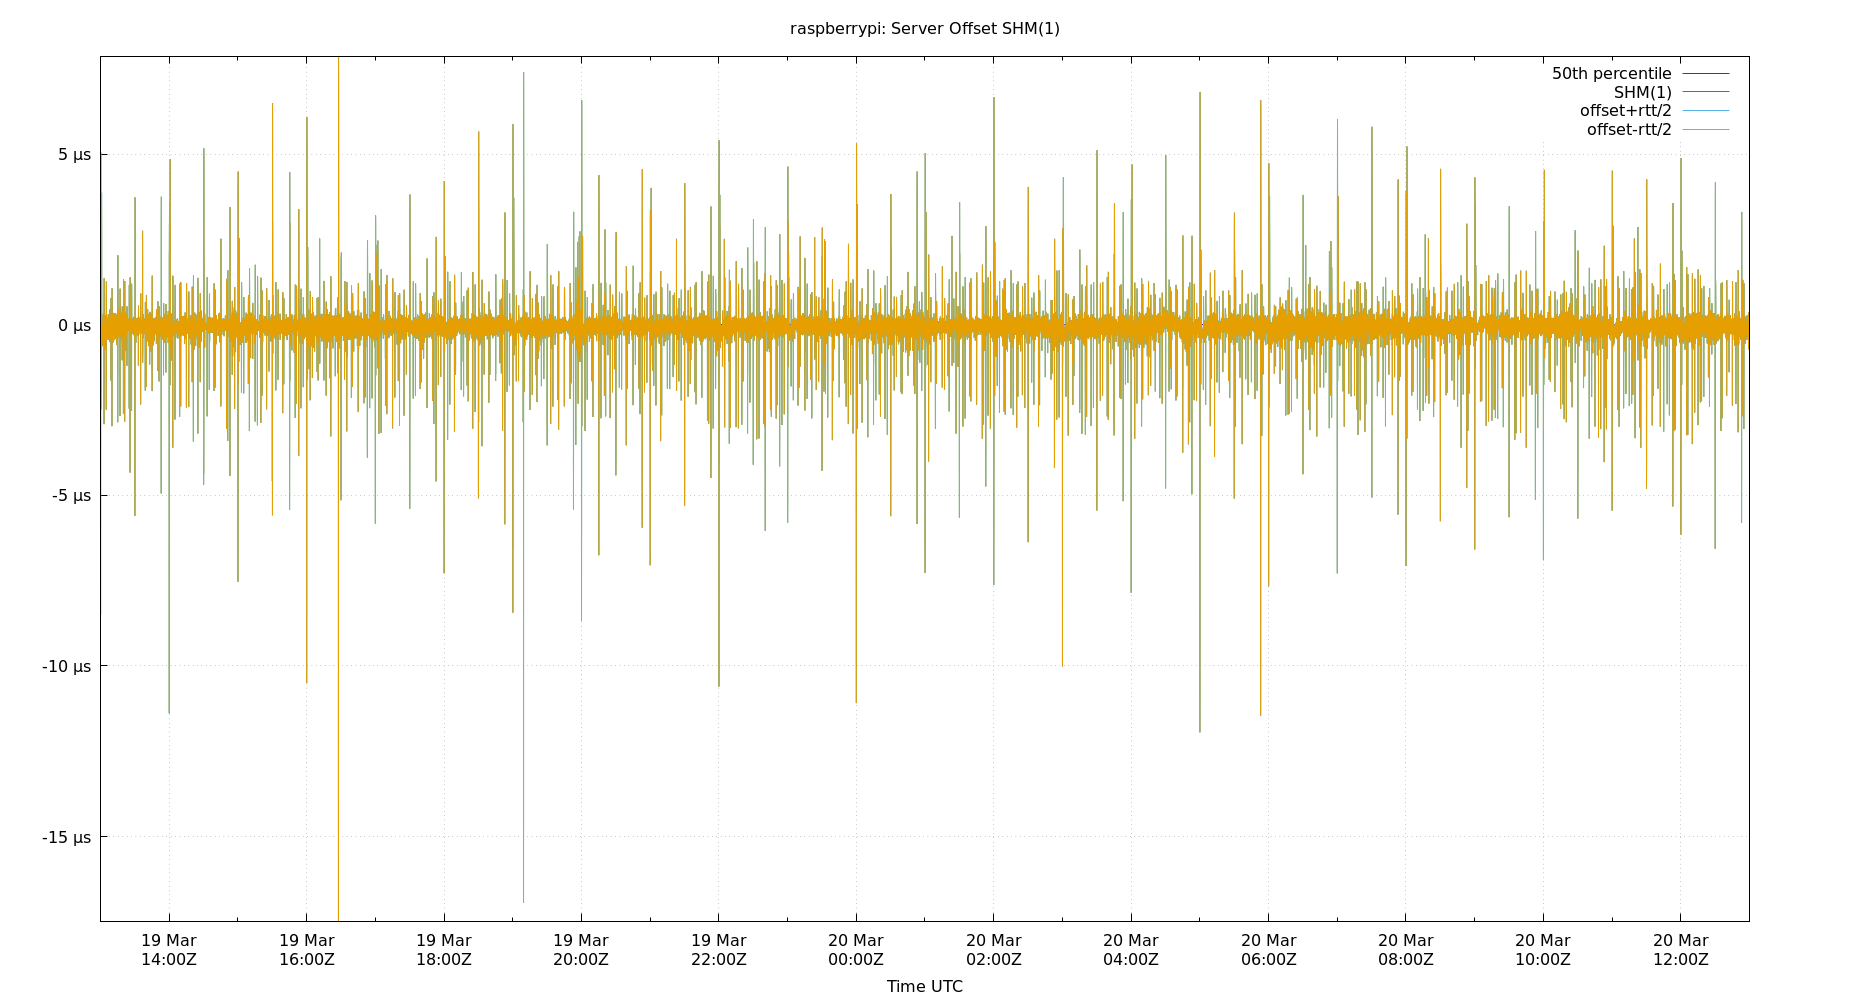 raspberrypi: Server Offset SHM(1)
50th percentile
SHM(1)
offset+rtt/2
offset-rtt/2
5 µs
0 µs
-5 µs
-10 µs
-15 µs
19 Mar 19 Mar 19 Mar 19 Mar 19 Mar 20 Mar 20 Mar 20 Mar 20 Mar 20 Mar 20 Mar 20 Mar
14:00Z 16:00Z 18:00Z 20:00Z 22:00Z 00:00Z 02:00Z 04:00Z 06:00Z 08:00Z 10:00Z 12:00Z
Time UTC